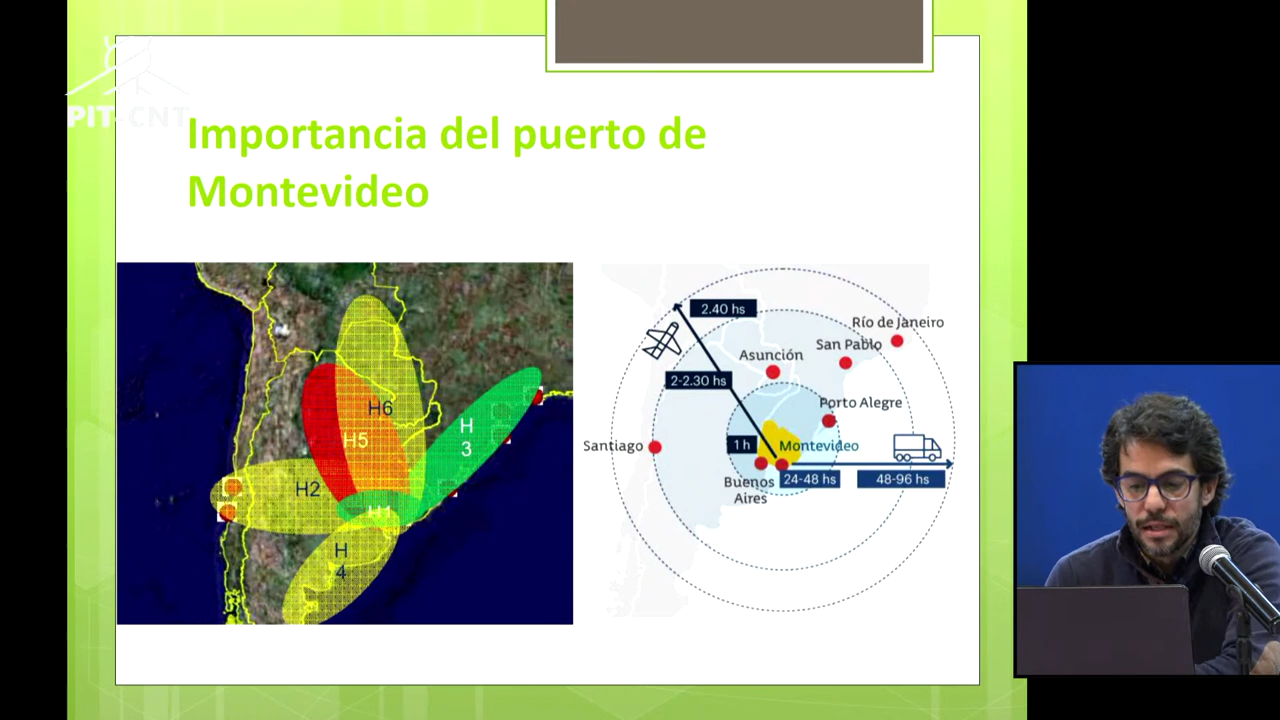 PIT-CNT
Importancia del puerto de
Montevideo
H6
H5
H
3
H2
H1
H
4
2.40 hs
Río de Janeiro
San Pablo
Asunción
2-2.30 hs
Porto Alegre
Santiago
1 h
Montevideo
Buenos
Aires
24-48 hs
48-96 hs